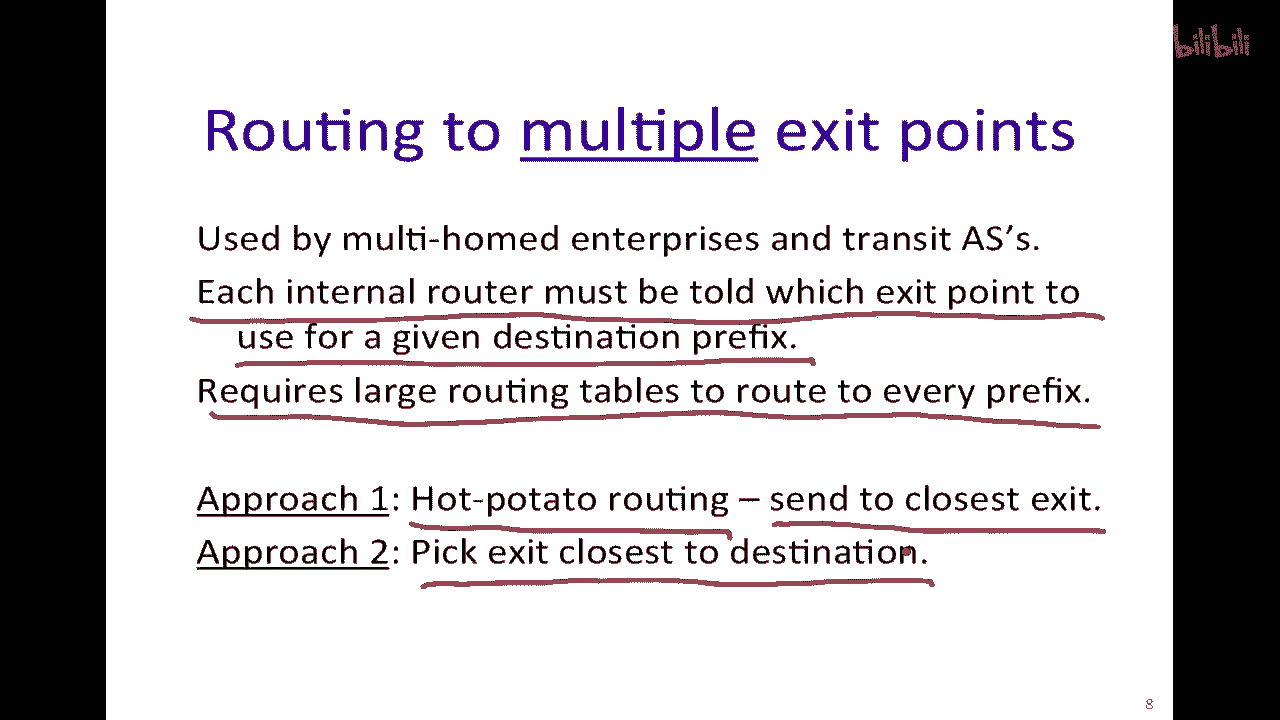 bilibili
Routing to multiple exit points
Used by multi-homed enterprises and transit AS’s.
Each internal router must be told which exit point to
use for a given destination prefix.
Requires large routing tables to route to every prefix.
Approach 1: Hot-potato routing – send to closest exit.
Approach 2: Pick exit closest to destination.
8